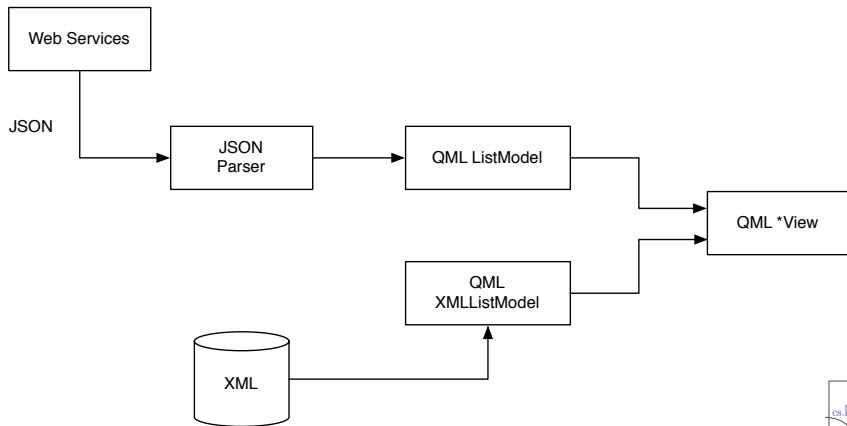 Web Services
JSON
JSON
Parser
QML ListModel
QML *View
QML
XMLListModel
XML